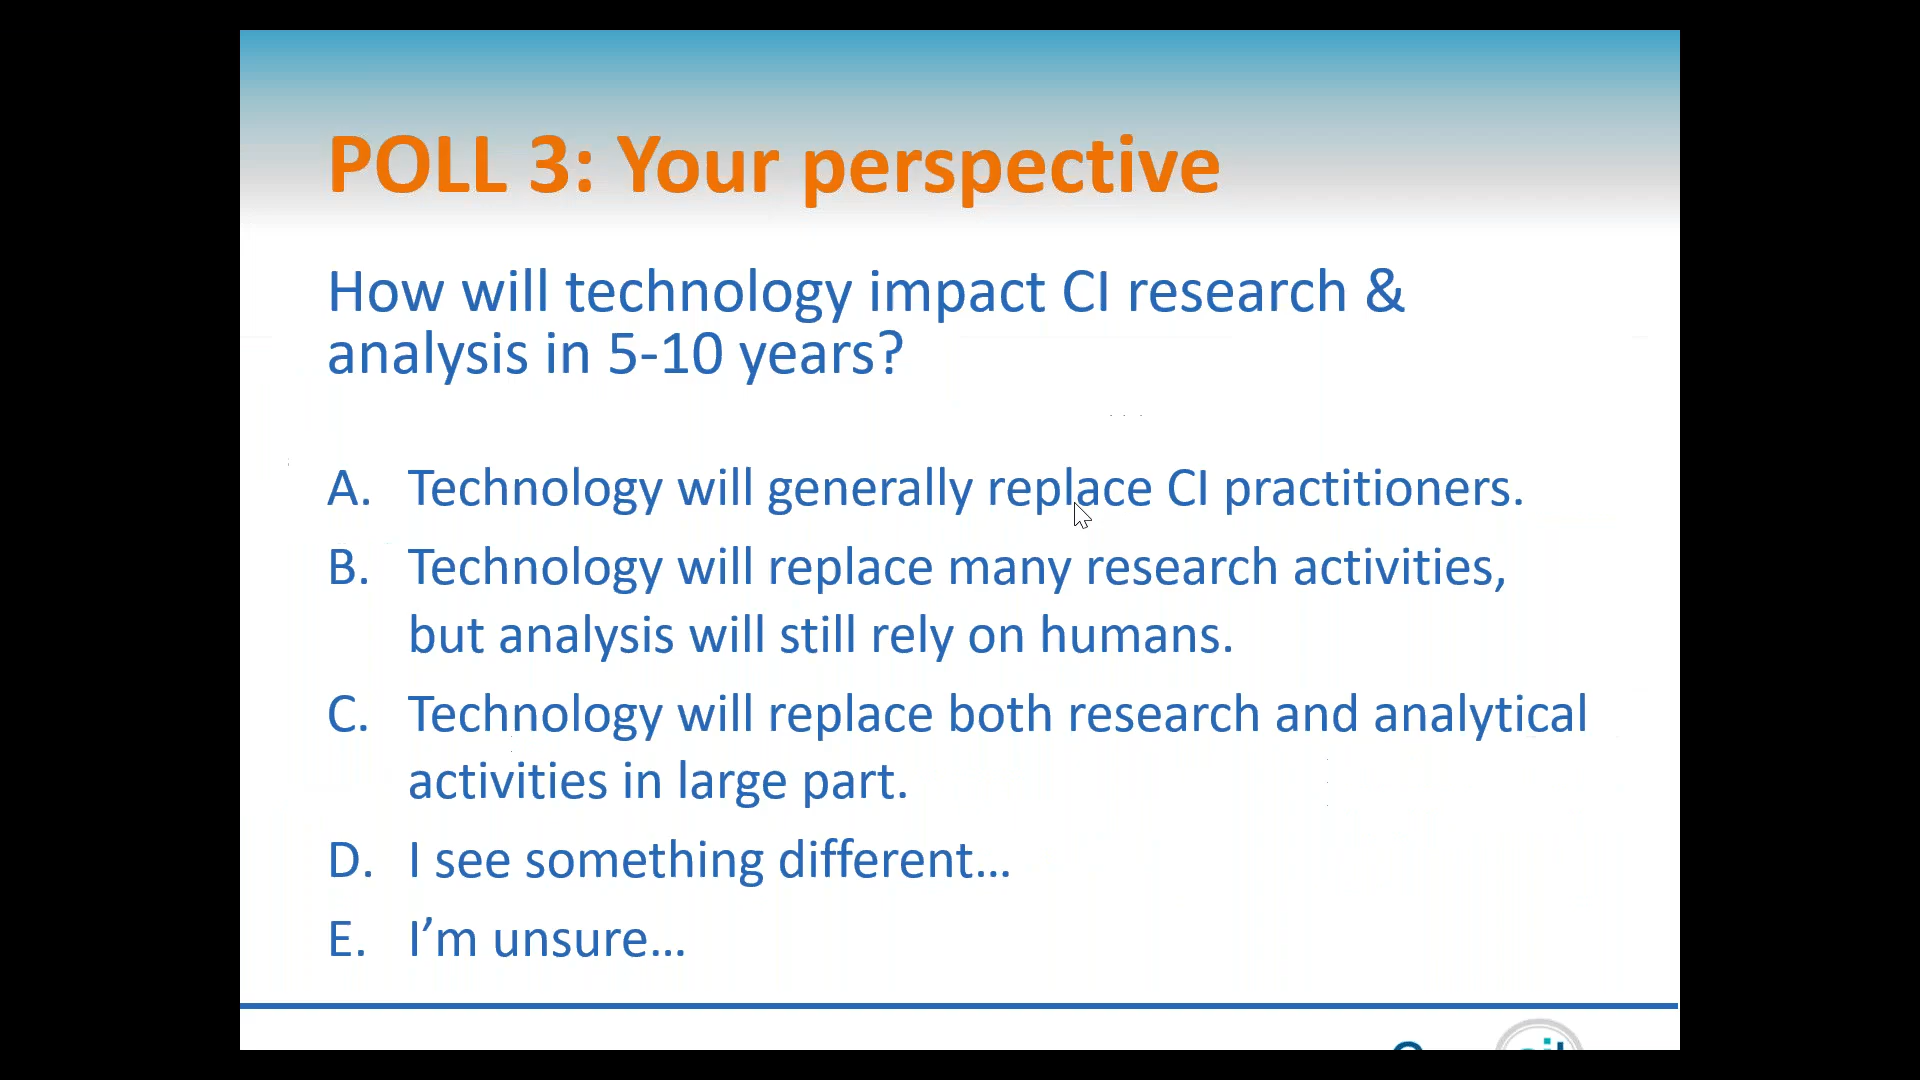 POLL 3: Your perspective
How will technology impact CI research &
analysis in 5-10 years?
A. Technology will generally replace CI practitioners.
B. Technology will replace many research activities,
but analysis will still rely on humans.
C. Technology will replace both research and analytical
activities in large part.
D. I see something different…
E. I’m unsure…